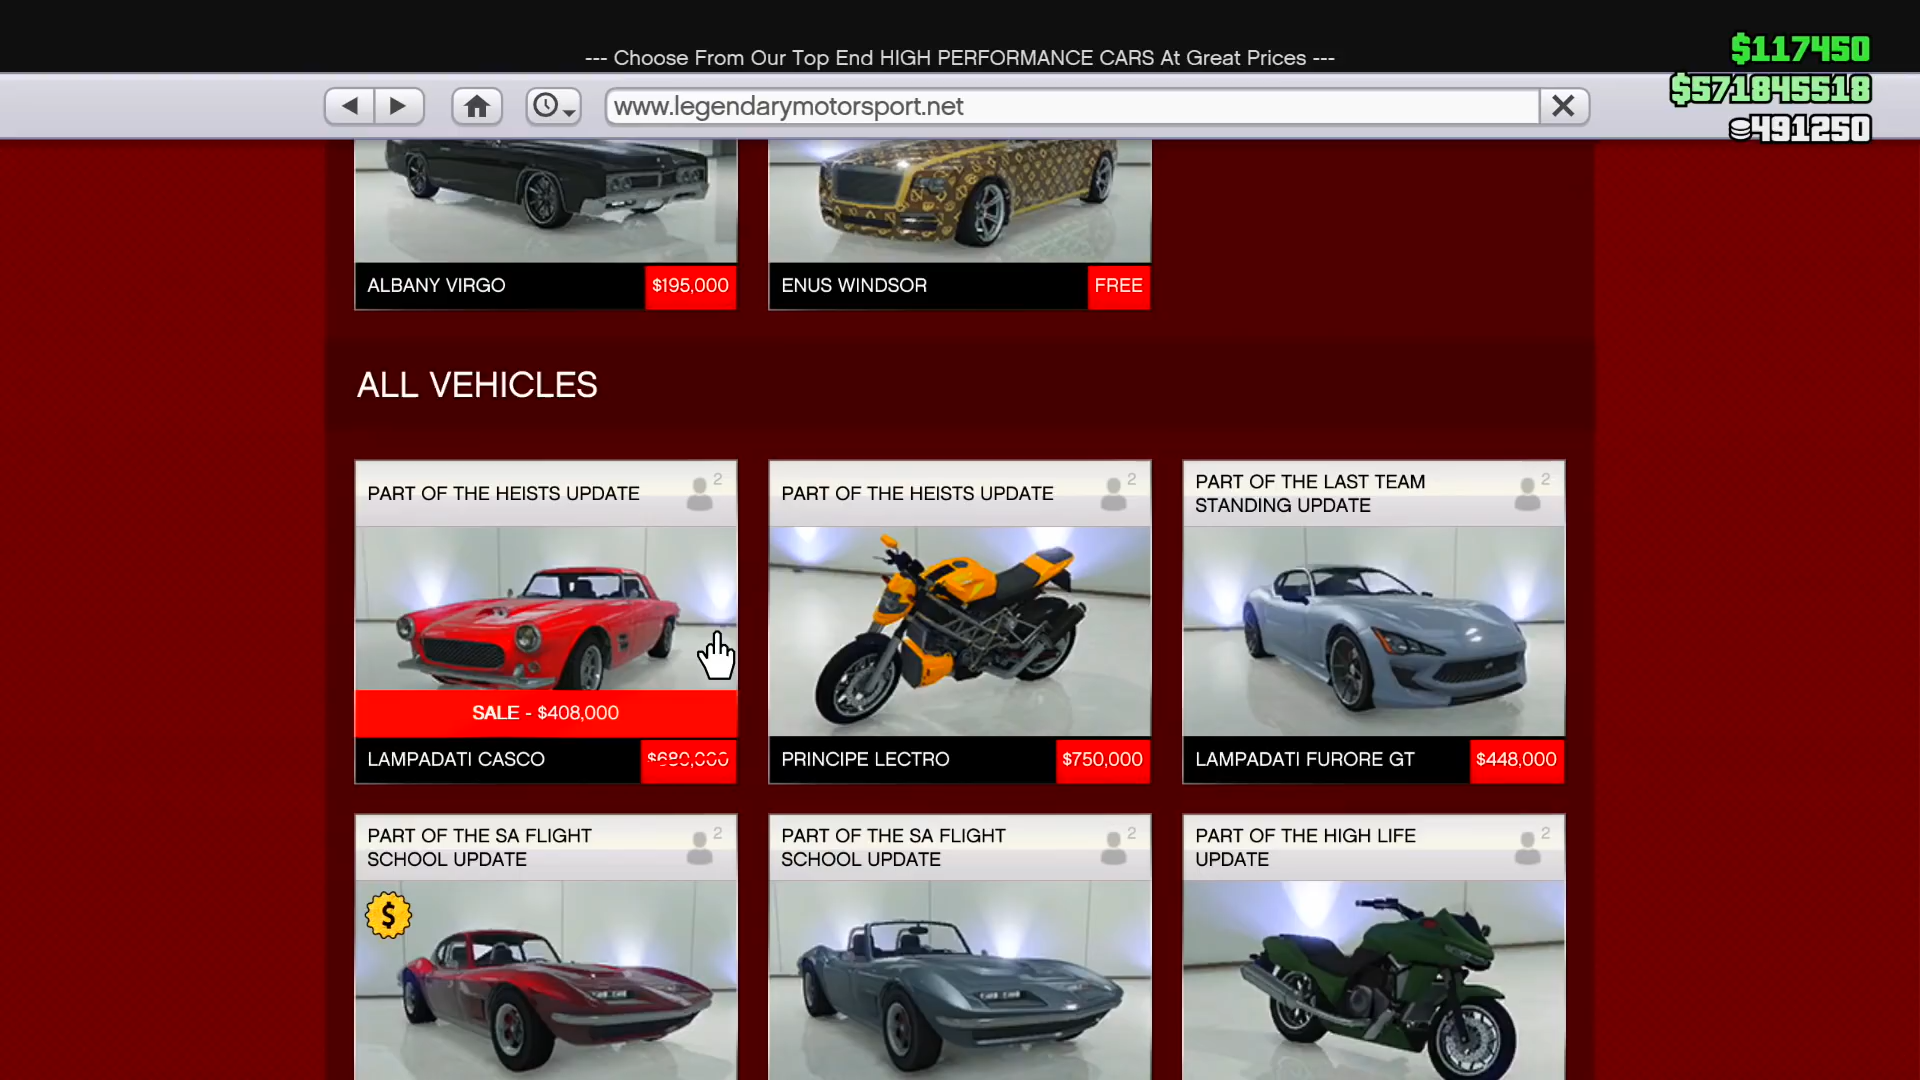 --- Choose From Our Top End HIGH PERFORMANCE CARS At Great Prices ---
$117450
$571845518
491250
www.legendarymotorsport.net
ALBANY VIRGO
$195,000
ENUS WINDSOR
FREE
ALL VEHICLES
PART OF THE HEISTS UPDATE
2
PART OF THE HEISTS UPDATE
2
PART OF THE LAST TEAM
STANDING UPDATE
2
SALE - $408,000
LAMPADATI CASCO
$680,000
PRINCIPE LECTRO
$750,000
LAMPADATI FURORE GT
$448,000
PART OF THE SA FLIGHT
SCHOOL UPDATE
2
PART OF THE SA FLIGHT
SCHOOL UPDATE
2
PART OF THE HIGH LIFE
UPDATE
2
$